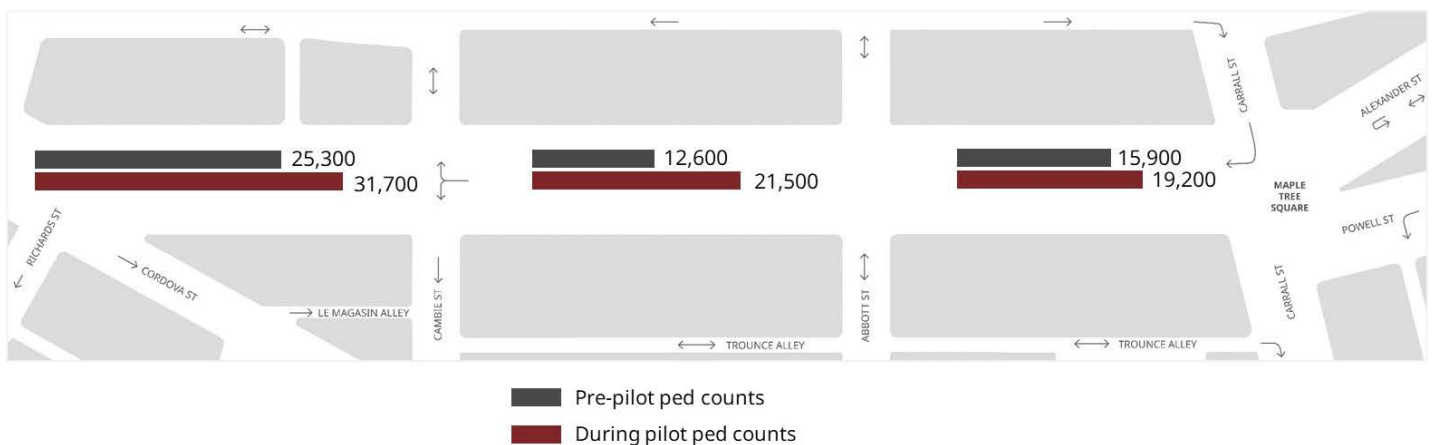 CARRALL ST
ALEXANDER ST
25,300
31,700
12,600
21,500
15,900
19,200
MAPLE
TREE
SQUARE
RICHARDS ST
CORDOVA ST
LE MAGASIN ALLEY
CAMBIE ST
ABBOTT ST
POWELL ST
CARRALL ST
TROUNCE ALLEY
TROUNCE ALLEY
Pre-pilot ped counts
During pilot ped counts